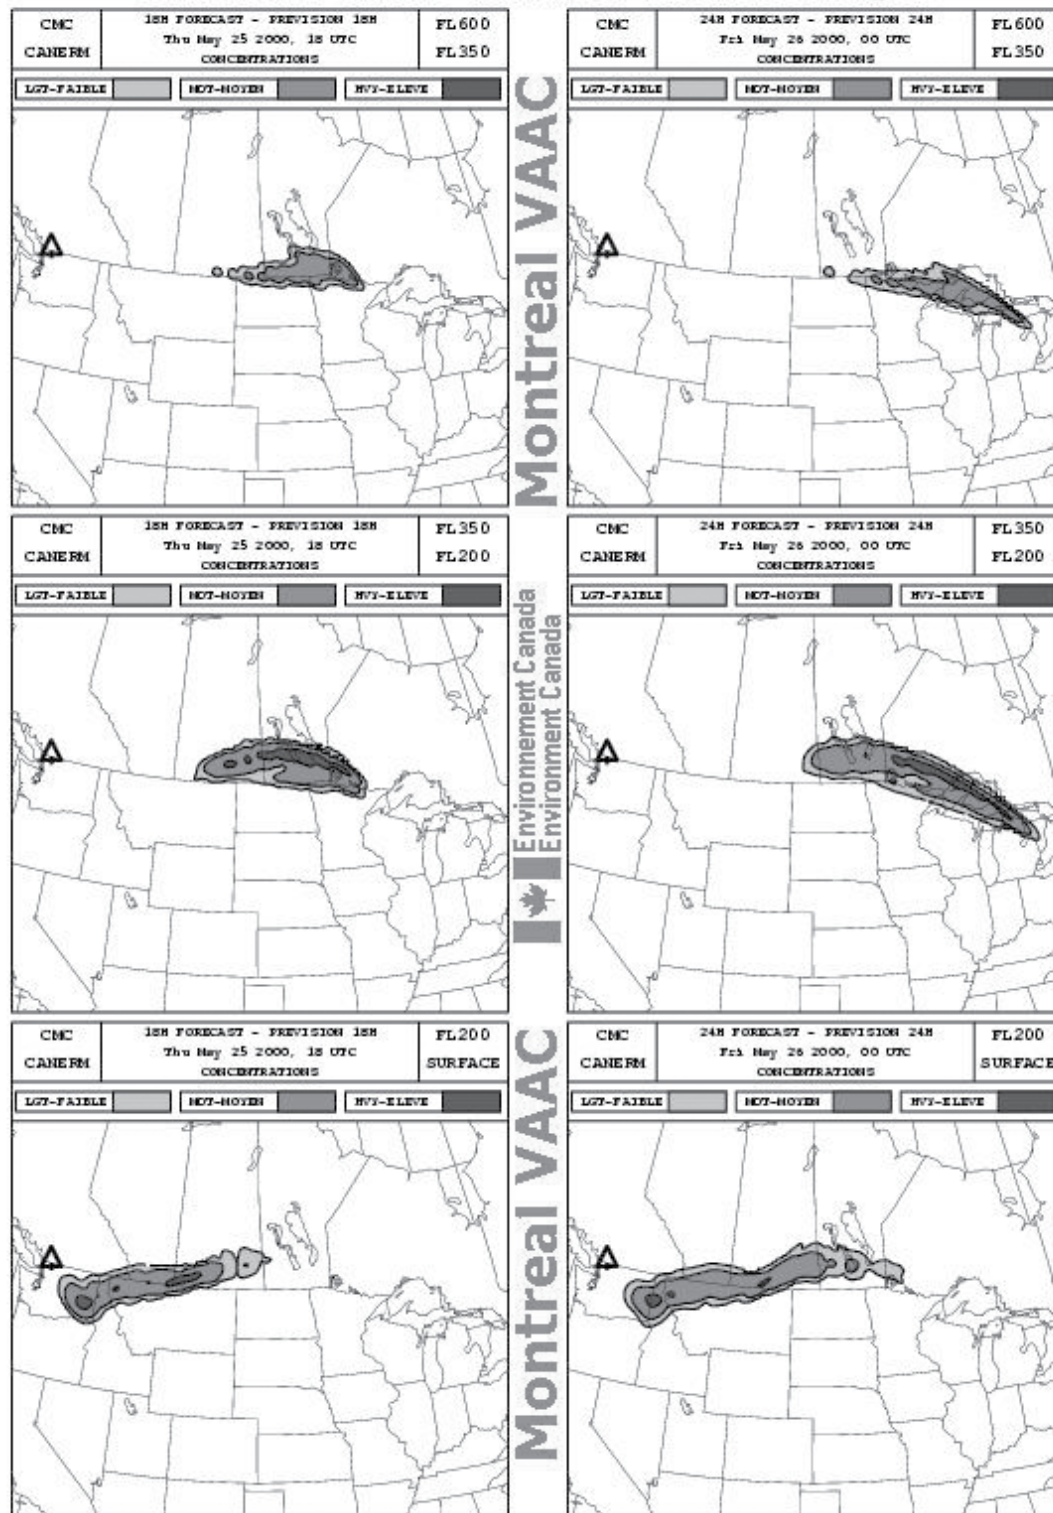 CMC
CANERM
18H FORECAST - PREVISION 18H
Thu May 25 2000, 18 UTC
CONCENTRATIONS
FL600
FL350
LGT-FAIBLE
MOT-MOYEN
HVY-ELEVE
CMC
CANERM
24H FORECAST - PREVISION 24H
Fri May 26 2000, 00 UTC
CONCENTRATIONS
FL600
FL350
LGT-FAIBLE
MOT-MOYEN
HVY-ELEVE
Montreal VAAC
CMC
CANERM
18H FORECAST - PREVISION 18H
Thu May 25 2000, 18 UTC
CONCENTRATIONS
FL350
FL200
LGT-FAIBLE
MOT-MOYEN
HVY-ELEVE
CMC
CANERM
24H FORECAST - PREVISION 24H
Fri May 26 2000, 00 UTC
CONCENTRATIONS
FL350
FL200
LGT-FAIBLE
MOT-MOYEN
HVY-ELEVE
Environnement Canada
Environment Canada
CMC
CANERM
18H FORECAST - PREVISION 18H
Thu May 25 2000, 18 UTC
CONCENTRATIONS
FL200
SURFACE
LGT-FAIBLE
MOT-MOYEN
HVY-ELEVE
CMC
CANERM
24H FORECAST - PREVISION 24H
Fri May 26 2000, 00 UTC
CONCENTRATIONS
FL200
SURFACE
LGT-FAIBLE
MOT-MOYEN
HVY-ELEVE
Montreal VAAC